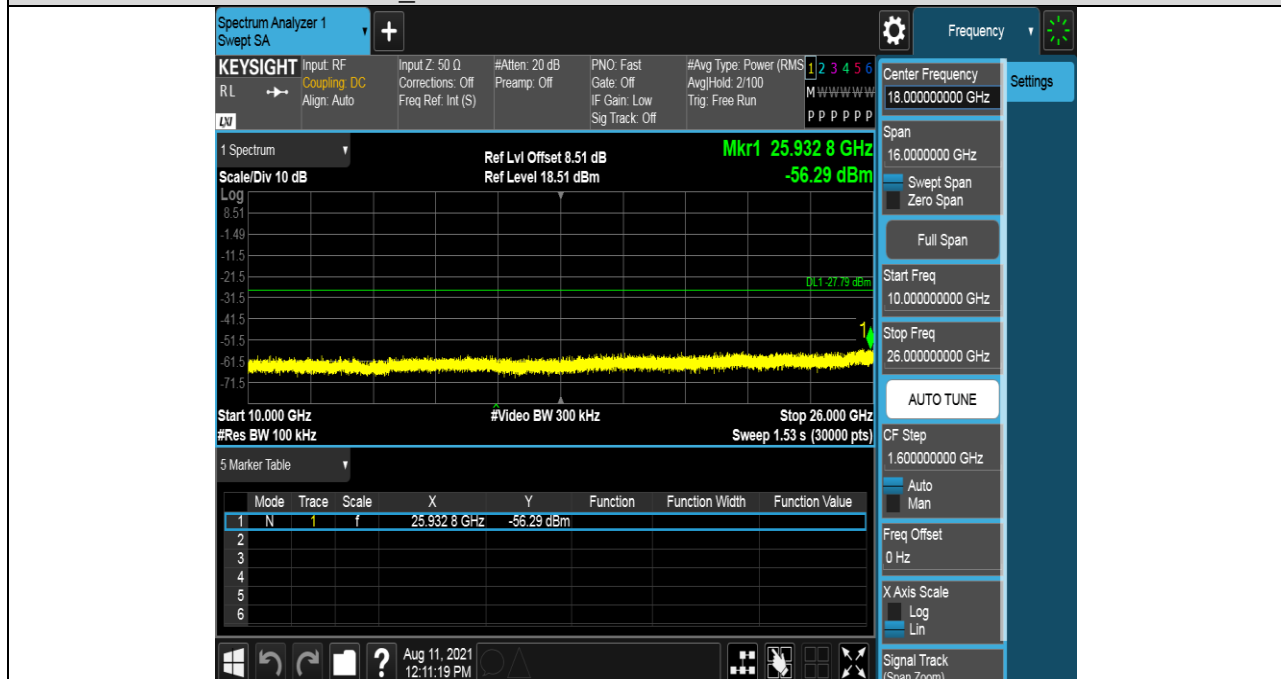 Spectrum Analyzer 1
Swept SA
+
Frequency
KEYSIGHT
RL
LXI
Input: RF
Coupling: DC
Align: Auto
Input Z: 50 Ω
Corrections: Off
Freq Ref: Int (S)
#Atten: 20 dB
Preamp: Off
PNO: Fast
Gate: Off
IF Gain: Low
Sig Track: Off
#Avg Type: Power (RMS
Avg|Hold: 2/100
Trig: Free Run
1 2 3 4 5 6
M W W W W W
P P P P P P
1 Spectrum
Scale/Div 10 dB
Ref Lvl Offset 8.51 dB
Ref Level 18.51 dBm
Mkr1 25.932 8 GHz
-56.29 dBm
Log
8.51
-1.49
-11.5
-21.5
-31.5
-41.5
-51.5
-61.5
-71.5
DL1 -27.79 dBm
1
Start 10.000 GHz
#Video BW 300 kHz
Stop 26.000 GHz
#Res BW 100 kHz
Sweep 1.53 s (30000 pts)
5 Marker Table
Mode Trace Scale X Y Function Function Width Function Value
1 N 1 f 25.932 8 GHz -56.29 dBm
2
3
4
5
6
Aug 11, 2021
12:11:19 PM
?
Center Frequency
18.000000000 GHz
Settings
Span
16.0000000 GHz
Swept Span
Zero Span
Full Span
Start Freq
10.000000000 GHz
Stop Freq
26.000000000 GHz
AUTO TUNE
CF Step
1.600000000 GHz
Auto
Man
Freq Offset
0 Hz
X Axis Scale
Log
Lin
Signal Track
(Span Zoom)